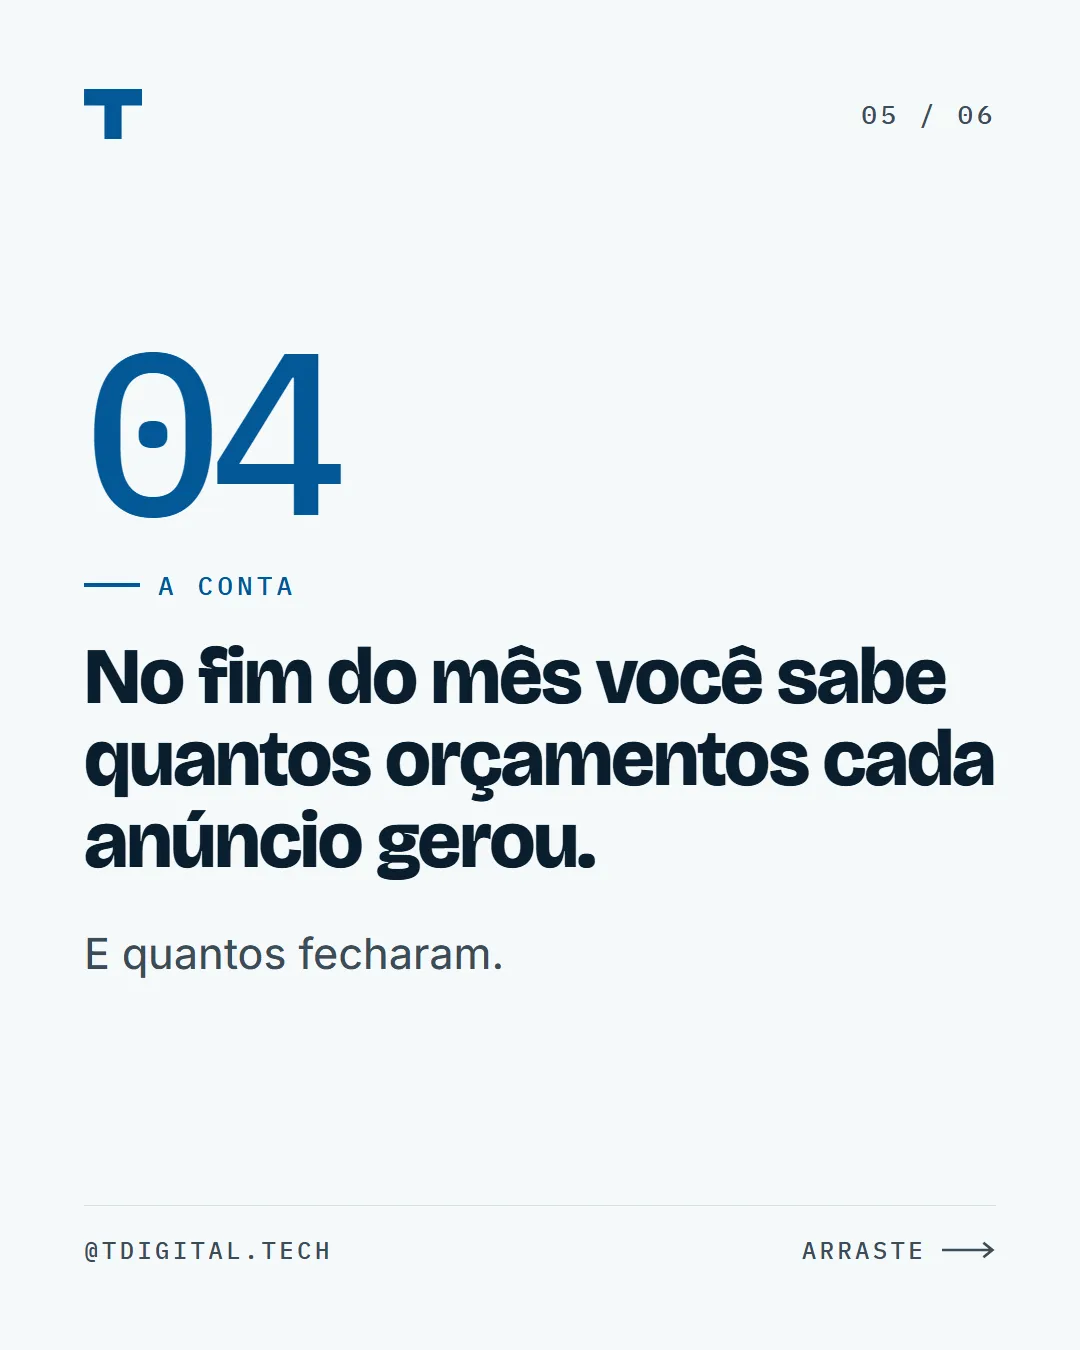 T
05 / 06
04
A CONTA
No fim do mês você sabe
quantos orçamentos cada
anúncio gerou.
E quantos fecharam.
@TDIGITAL.TECH
ARRASTE